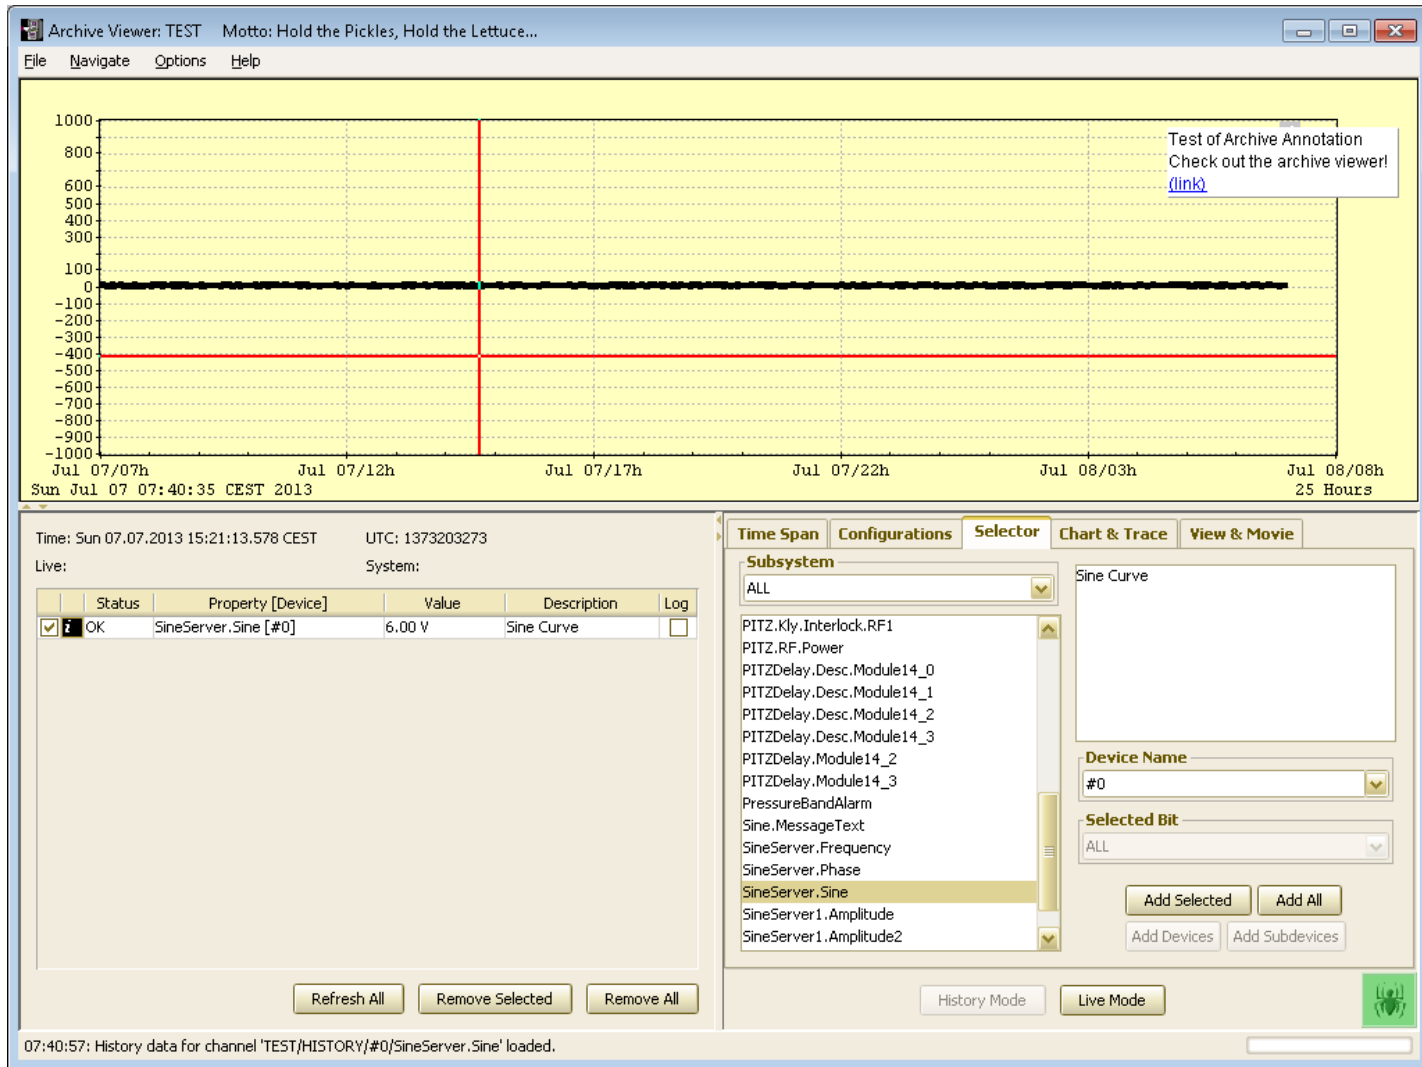 Archive Viewer: TEST Motto: Hold the Pickles, Hold the Lettuce...
File Navigate Options Help
1000
800
600
500
400
300
100
0
-100
-200
-300
-400
-500
-600
-700
-800
-900
-1000
Test of Archive Annotation
Check out the archive viewer!
(link)
Jul 07/07h Jul 07/12h Jul 07/17h Jul 07/22h Jul 08/03h Jul 08/08h
Sun Jul 07 07:40:35 CEST 2013 25 Hours
Time: Sun 07.07.2013 15:21:13.578 CEST UTC: 1373203273
Live: System:
Status Property [Device] Value Description Log
i OK SineServer.Sine [#0] 6.00 V Sine Curve
Refresh All Remove Selected Remove All
Time Span Configurations Selector Chart & Trace View & Movie
Subsystem
ALL
PITZ.Kly.Interlock.RF1
PITZ.RF.Power
PITZDelay.Desc.Module14_0
PITZDelay.Desc.Module14_1
PITZDelay.Desc.Module14_2
PITZDelay.Desc.Module14_3
PITZDelay.Module14_2
PITZDelay.Module14_3
PressureBandAlarm
Sine.MessageText
SineServer.Frequency
SineServer.Phase
SineServer.Sine
SineServer1.Amplitude
SineServer1.Amplitude2
Sine Curve
Device Name
#0
Selected Bit
ALL
Add Selected Add All
Add Devices Add Subdevices
History Mode Live Mode
07:40:57: History data for channel 'TEST/HISTORY/#0/SineServer.Sine' loaded.